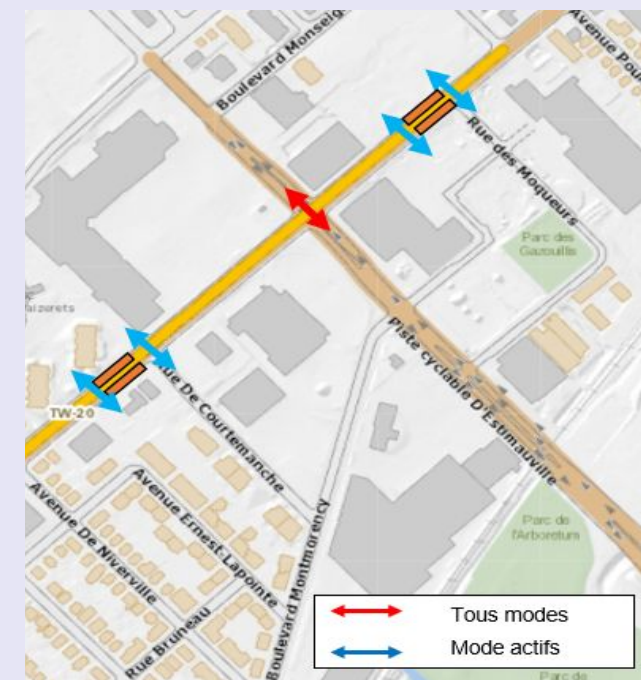 Boulevard Monseig
Avenue Pou
Rue des Moqueurs
Parc des
Gazouillis
aizerets
Piste cyclable D'Estimauville
TW-20
ue De Courtemanche
Avenue Ernest-Lapointe
Avenue De Niverville
Rue Bruneau
Boulevard Montmorency
Parc de
l'Arboretum
Tous modes
Mode actifs
Parc de